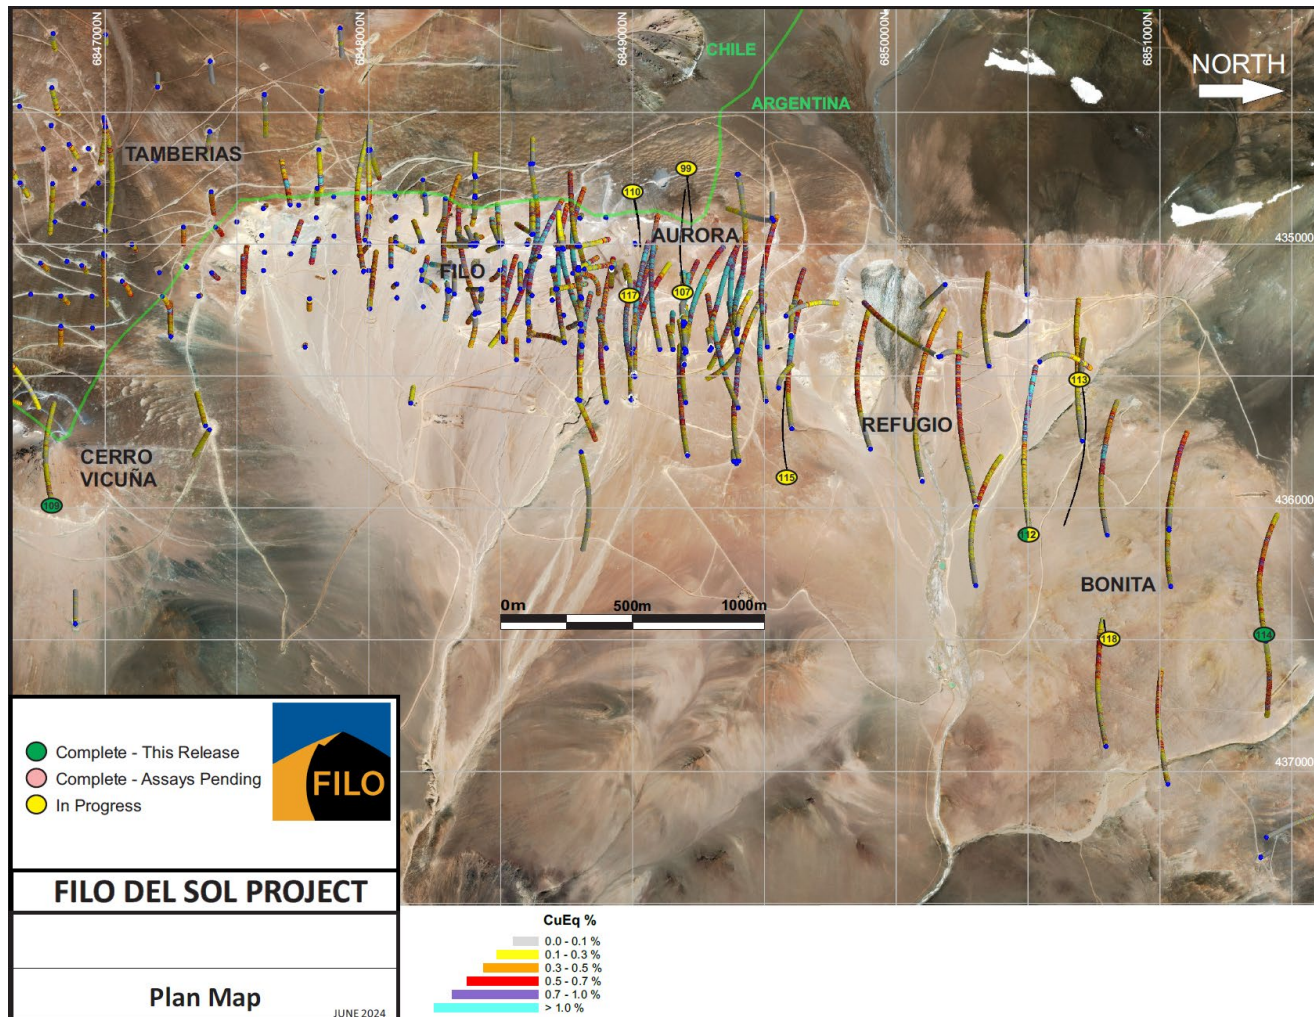 6847000N
6848000N
6849000N
6850000N
6851000N
CHILE
ARGENTINA
NORTH
TAMBERIAS
99
110
AURORA
435000
FILO
117
107
113
REFUGIO
CERRO
VICUÑA
115
109
436000
112
BONITA
0m 500m 1000m
118
114
437000
Complete - This Release
Complete - Assays Pending
In Progress
FILO
FILO DEL SOL PROJECT
Plan Map
JUNE 2024
CuEq %
0.0 - 0.1 %
0.1 - 0.3 %
0.3 - 0.5 %
0.5 - 0.7 %
0.7 - 1.0 %
> 1.0 %